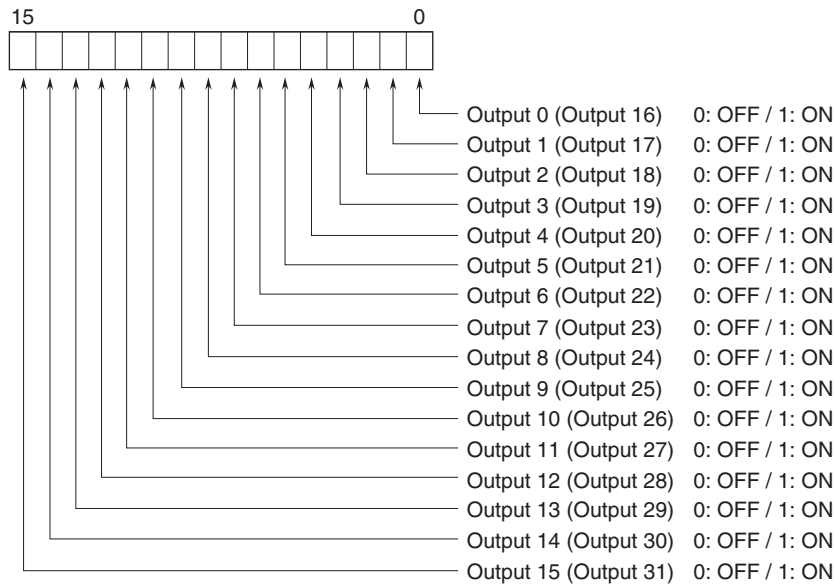 15 0
Output 0 (Output 16) 0: OFF / 1: ON
Output 1 (Output 17) 0: OFF / 1: ON
Output 2 (Output 18) 0: OFF / 1: ON
Output 3 (Output 19) 0: OFF / 1: ON
Output 4 (Output 20) 0: OFF / 1: ON
Output 5 (Output 21) 0: OFF / 1: ON
Output 6 (Output 22) 0: OFF / 1: ON
Output 7 (Output 23) 0: OFF / 1: ON
Output 8 (Output 24) 0: OFF / 1: ON
Output 9 (Output 25) 0: OFF / 1: ON
Output 10 (Output 26) 0: OFF / 1: ON
Output 11 (Output 27) 0: OFF / 1: ON
Output 12 (Output 28) 0: OFF / 1: ON
Output 13 (Output 29) 0: OFF / 1: ON
Output 14 (Output 30) 0: OFF / 1: ON
Output 15 (Output 31) 0: OFF / 1: ON